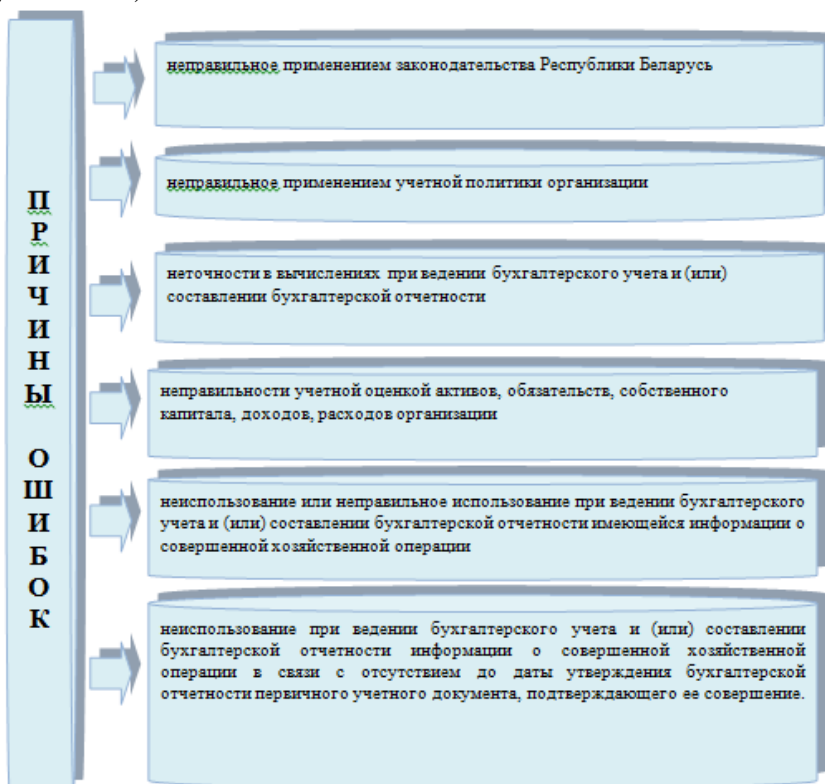 ПРИЧИНЫ ОШИБОК
неправильное применением законодательства Республики Беларусь
неправильное применением учетной политики организации
неточности в вычислениях при ведении бухгалтерского учета и (или)
составлении бухгалтерской отчетности
неправильности учетной оценкой активов, обязательств, собственного
капитала, доходов, расходов организации
неиспользование или неправильное использование при ведении бухгалтерского
учета и (или) составлении бухгалтерской отчетности имеющейся информации о
совершенной хозяйственной операции
неиспользование при ведении бухгалтерского учета и (или) составлении
бухгалтерской отчетности информации о совершенной хозяйственной
операции в связи с отсутствием до даты утверждения бухгалтерской
отчетности первичного учетного документа, подтверждающего ее совершение.